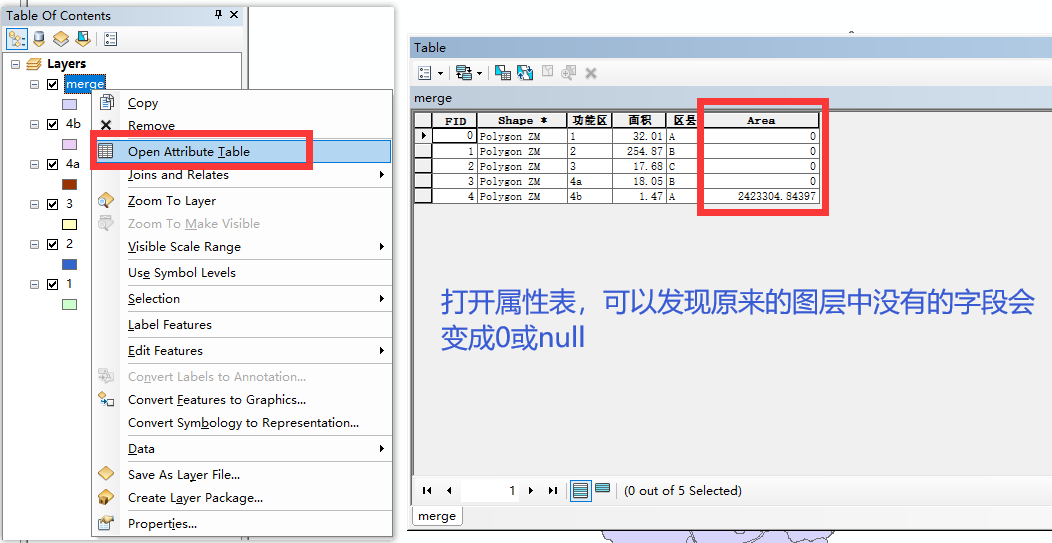 Table Of Contents
Layers
merge
4b
4a
3
2
1
Copy
Remove
Open Attribute Table
Joins and Relates
Zoom To Layer
Zoom To Make Visible
Visible Scale Range
Use Symbol Levels
Selection
Label Features
Edit Features
Convert Labels to Annotation...
Convert Features to Graphics...
Convert Symbology to Representation...
Data
Save As Layer File...
Create Layer Package...
Properties...
Table
merge
FID Shape * 功能区 面积 区县 Area
0 Polygon ZM 1 32.01 A 0
1 Polygon ZM 2 254.87 B 0
2 Polygon ZM 3 17.68 C 0
3 Polygon ZM 4a 18.05 B 0
4 Polygon ZM 4b 1.47 A 2423304.84397
打开属性表，可以发现原来的图层中没有的字段会
变成0或null
1 (0 out of 5 Selected)
merge